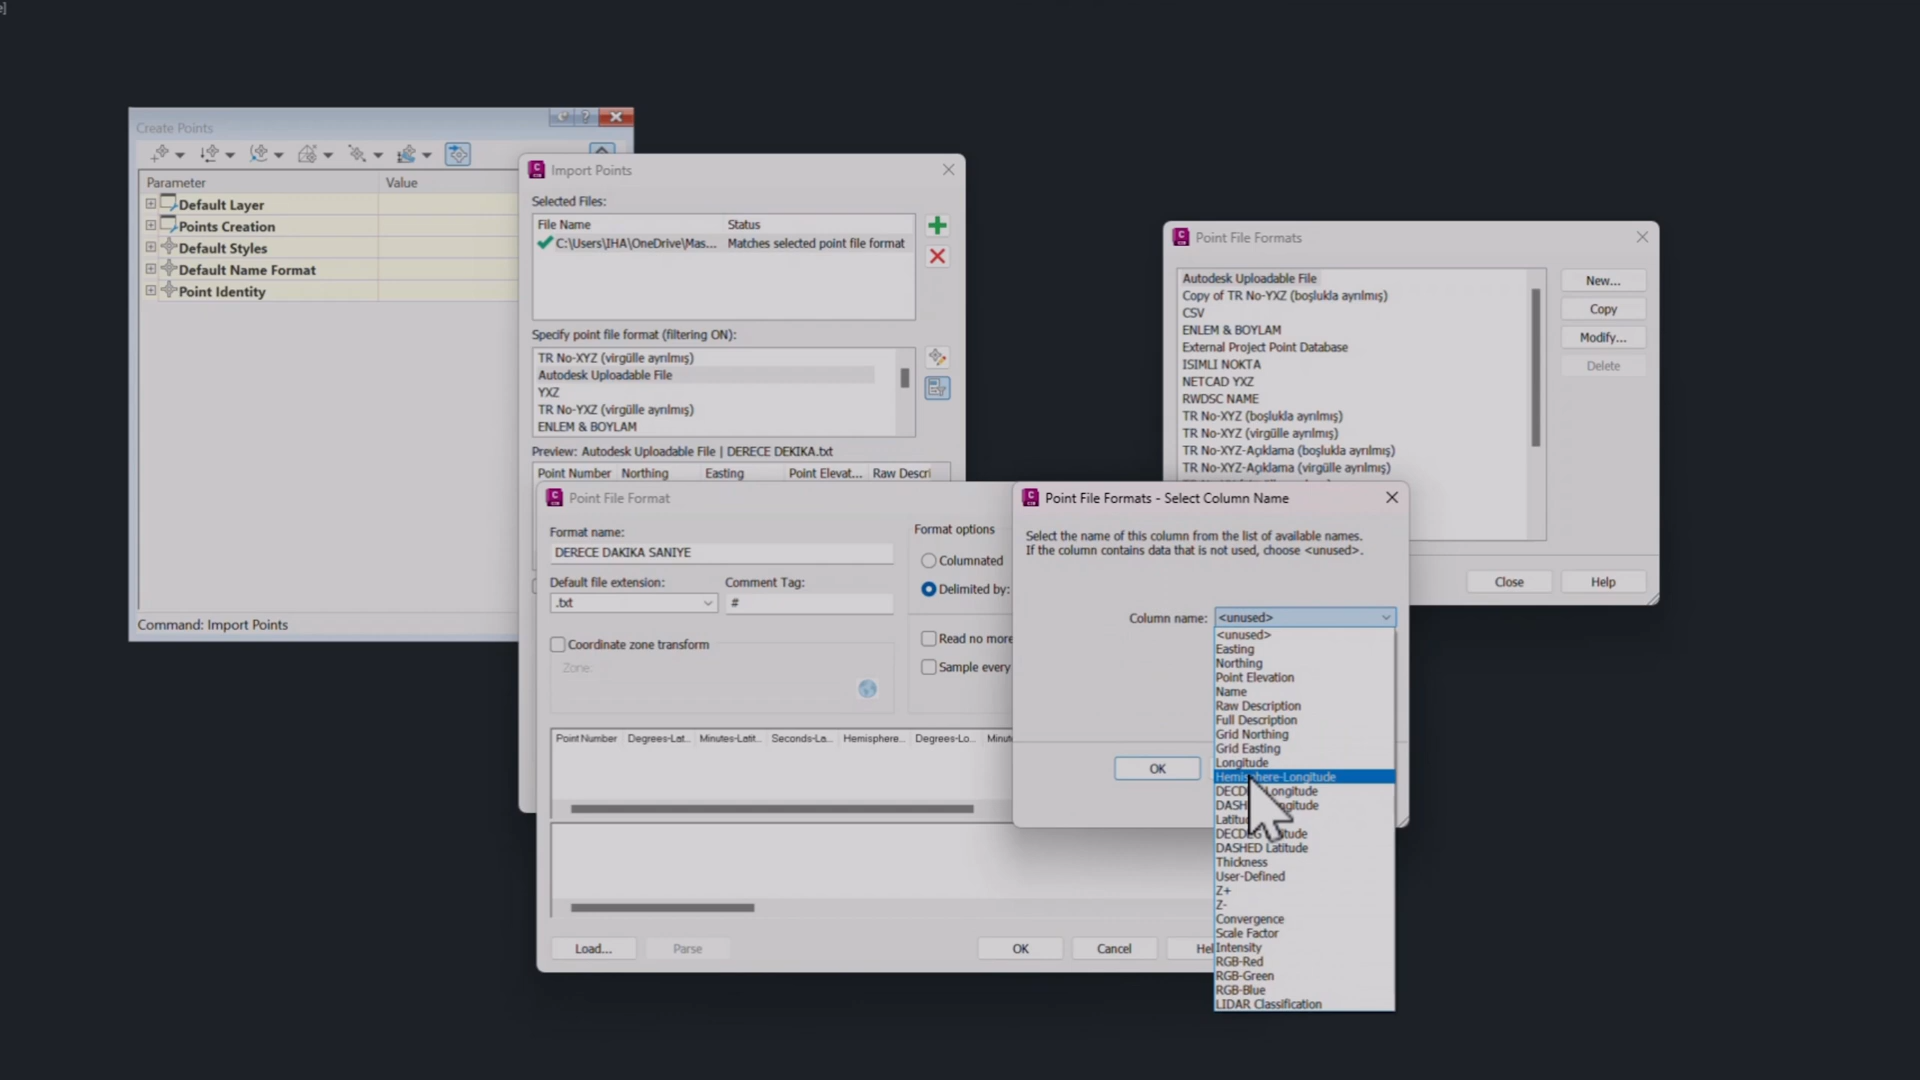 e]
Create Points
Parameter Value
Default Layer
Points Creation
Default Styles
Default Name Format
Point Identity
Command: Import Points
Import Points
Selected Files:
File Name Status
C:\Users\IHA\OneDrive\Mas... Matches selected point file format
Specify point file format (filtering ON):
TR No-XYZ (virgülle ayrılmış)
Autodesk Uploadable File
YXZ
TR No-YXZ (virgülle ayrılmış)
ENLEM & BOYLAM
Preview: Autodesk Uploadable File | DERECE DEKIKA.txt
Point Number Northing Easting Point Elevat... Raw Descri
Point File Formats
Autodesk Uploadable File
Copy of TR No-YXZ (boşlukla ayrılmış)
CSV
ENLEM & BOYLAM
External Project Point Database
ISIMLI NOKTA
NETCAD YXZ
RWDSC NAME
TR No-XYZ (boşlukla ayrılmış)
TR No-XYZ (virgülle ayrılmış)
TR No-XYZ-Açıklama (boşlukla ayrılmış)
TR No-XYZ-Açıklama (virgülle ayrılmış)
New...
Copy
Modify...
Delete
Close Help
Point File Format
Format name:
DERECE DAKIKA SANIYE
Default file extension: Comment Tag:
.txt #
Coordinate zone transform
Zone:
Format options
Columnated
Delimited by:
Read no more
Sample every
Point Number Degrees-Lat... Minutes-Latit... Seconds-La... Hemisphere... Degrees-Lo... Minut
Load... Parse OK Cancel Hel
Point File Formats - Select Column Name
Select the name of this column from the list of available names.
If the column contains data that is not used, choose <unused>.
Column name: <unused>
<unused>
Easting
Northing
Point Elevation
Name
Raw Description
Full Description
Grid Northing
Grid Easting
Longitude
Hemisphere-Longitude
DECD Longitude
DASH gitude
Latitu
DECDEG tude
DASHED Latitude
Thickness
User-Defined
Z+
Z-
Convergence
Scale Factor
Intensity
RGB-Red
RGB-Green
RGB-Blue
LIDAR Classification
OK